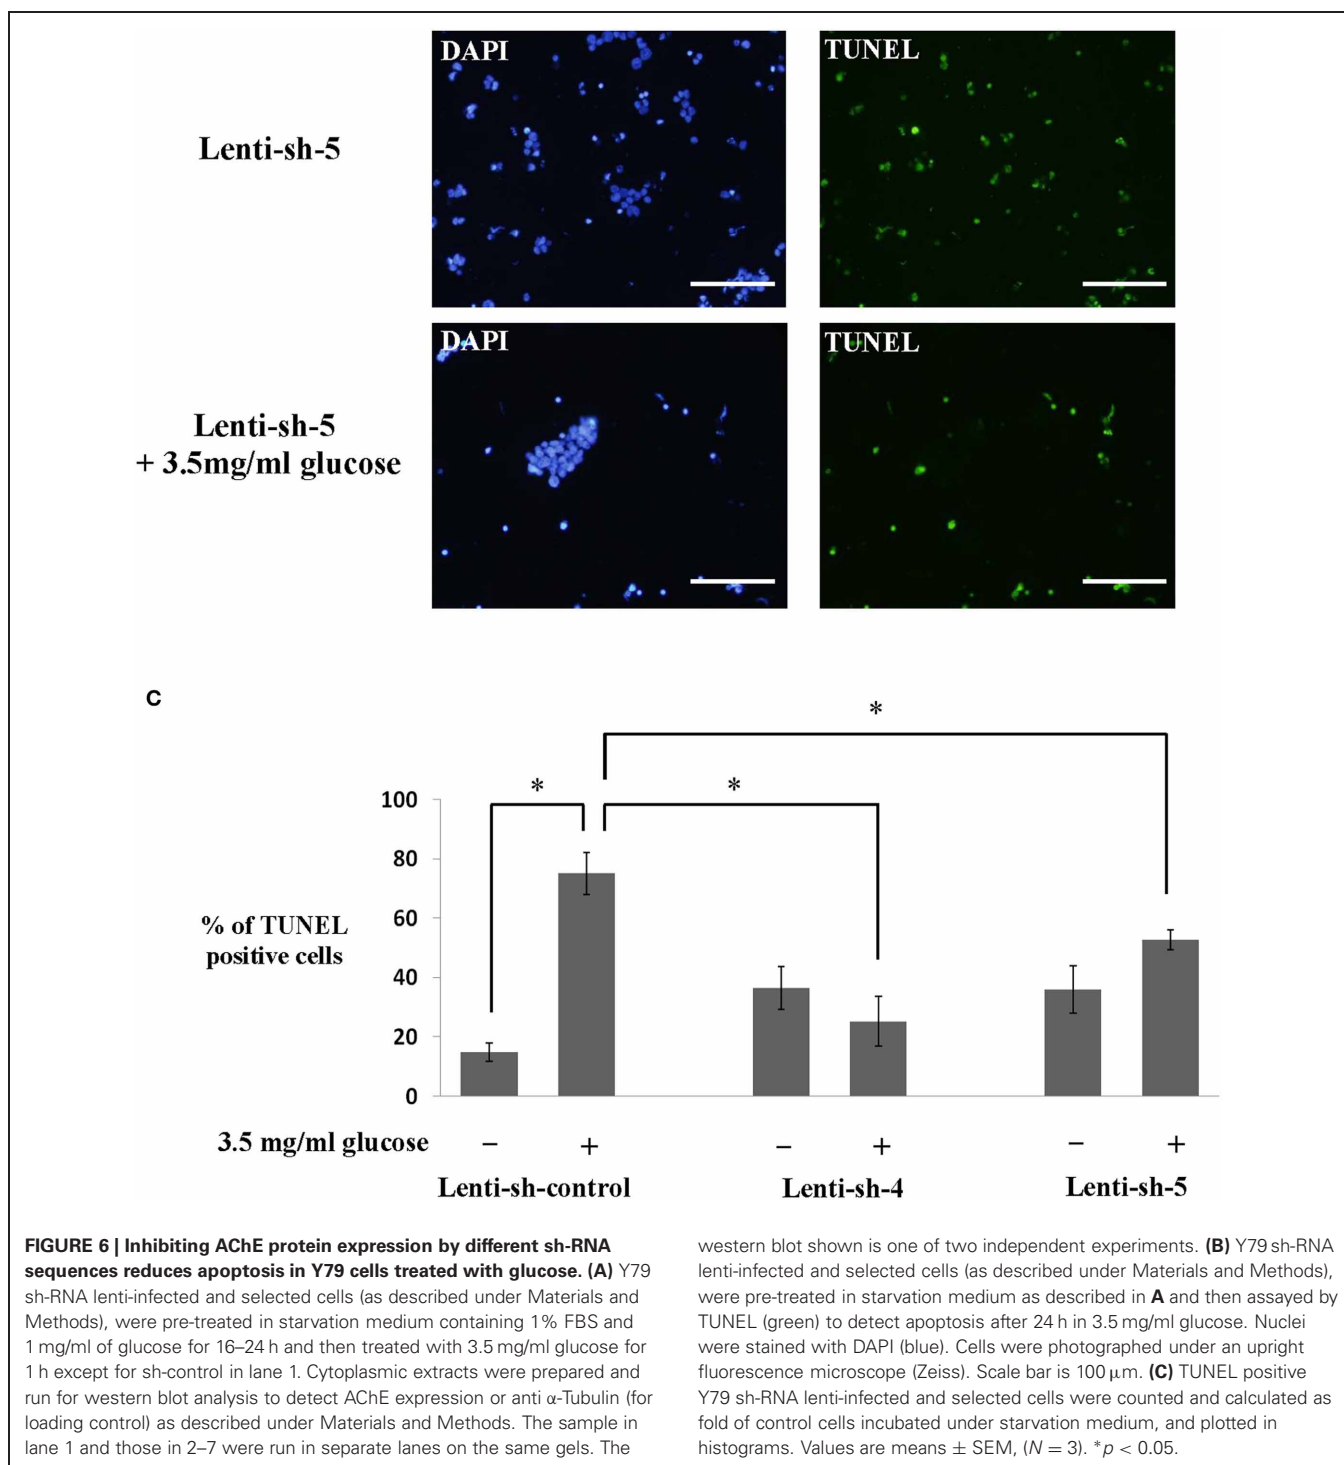 DAPI
TUNEL
Lenti-sh-5
DAPI
TUNEL
Lenti-sh-5
+ 3.5mg/ml glucose
C
*
*
*
100
80
60
40
20
0
% of TUNEL
positive cells
3.5 mg/ml glucose
−
+
−
+
−
+
Lenti-sh-control
Lenti-sh-4
Lenti-sh-5
FIGURE 6 | Inhibiting AChE protein expression by different sh-RNA
sequences reduces apoptosis in Y79 cells treated with glucose. (A) Y79
sh-RNA lenti-infected and selected cells (as described under Materials and
Methods), were pre-treated in starvation medium containing 1% FBS and
1 mg/ml of glucose for 16–24 h and then treated with 3.5 mg/ml glucose for
1 h except for sh-control in lane 1. Cytoplasmic extracts were prepared and
run for western blot analysis to detect AChE expression or anti α-Tubulin (for
loading control) as described under Materials and Methods. The sample in
lane 1 and those in 2–7 were run in separate lanes on the same gels. The
western blot shown is one of two independent experiments. (B) Y79 sh-RNA
lenti-infected and selected cells (as described under Materials and Methods),
were pre-treated in starvation medium as described in A and then assayed by
TUNEL (green) to detect apoptosis after 24 h in 3.5 mg/ml glucose. Nuclei
were stained with DAPI (blue). Cells were photographed under an upright
fluorescence microscope (Zeiss). Scale bar is 100 μm. (C) TUNEL positive
Y79 sh-RNA lenti-infected and selected cells were counted and calculated as
fold of control cells incubated under starvation medium, and plotted in
histograms. Values are means ± SEM, (N = 3). *p < 0.05.